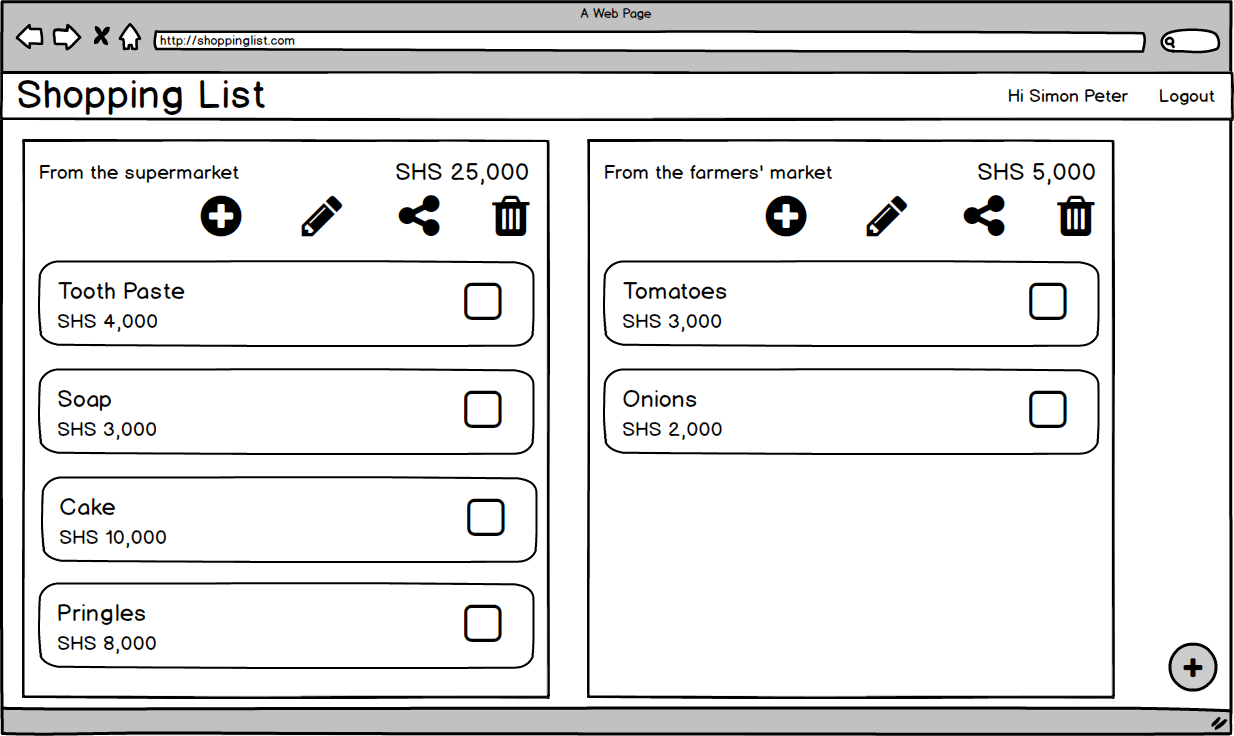 A Web Page
http://shoppinglist.com
Shopping List
Hi Simon Peter
Logout
From the supermarket
SHS 25,000
Tooth Paste
SHS 4,000
Soap
SHS 3,000
Cake
SHS 10,000
Pringles
SHS 8,000
From the farmers' market
SHS 5,000
Tomatoes
SHS 3,000
Onions
SHS 2,000